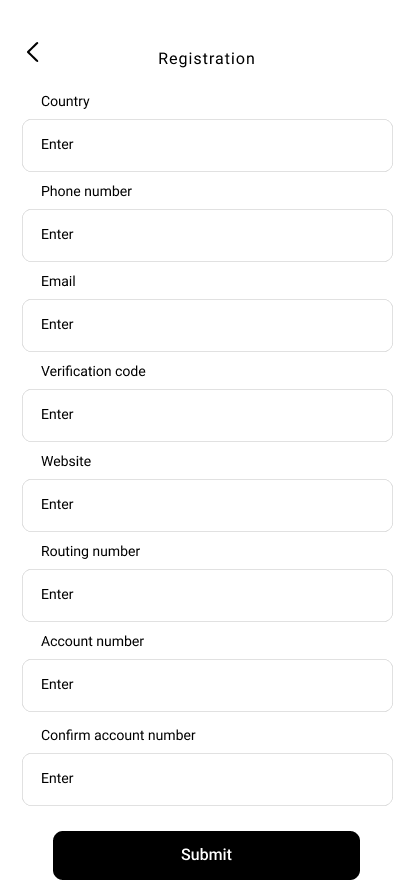 Registration
Country
Enter
Phone number
Enter
Email
Enter
Verification code
Enter
Website
Enter
Routing number
Enter
Account number
Enter
Confirm account number
Enter
Submit